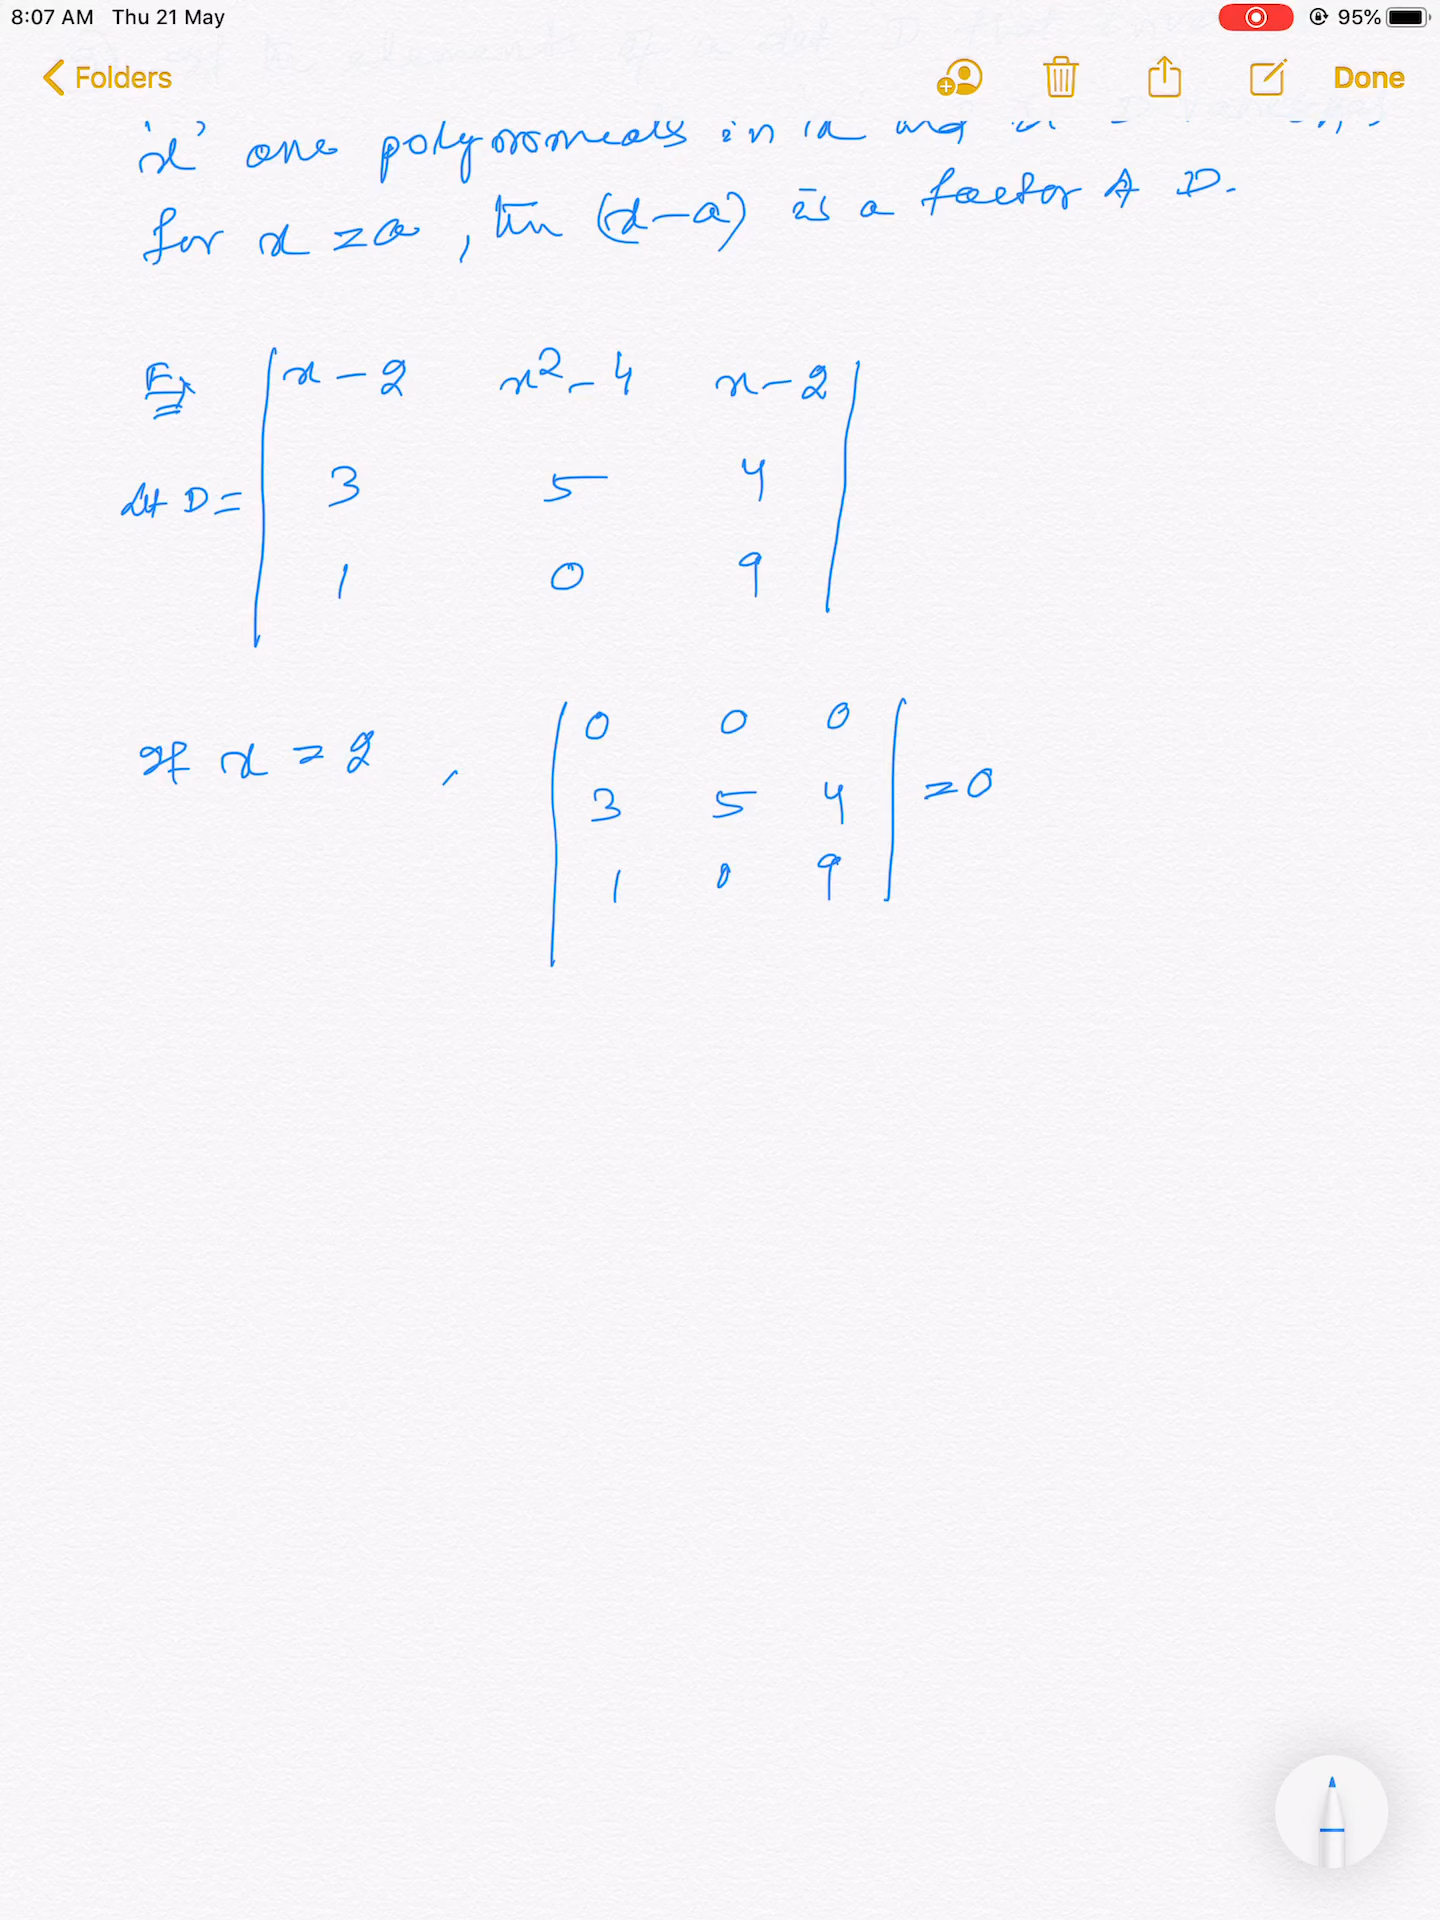 8:07 AM Thu 21 May 95%
Folders Done
'x' are polynomials in x and
for x = a, then (x-a) is a factor of D.
Ex
x-2 x²-4 x-2
let D = 3 5 4
1 0 9
0 0 0
If x = 2, 3 5 4 = 0
1 0 9